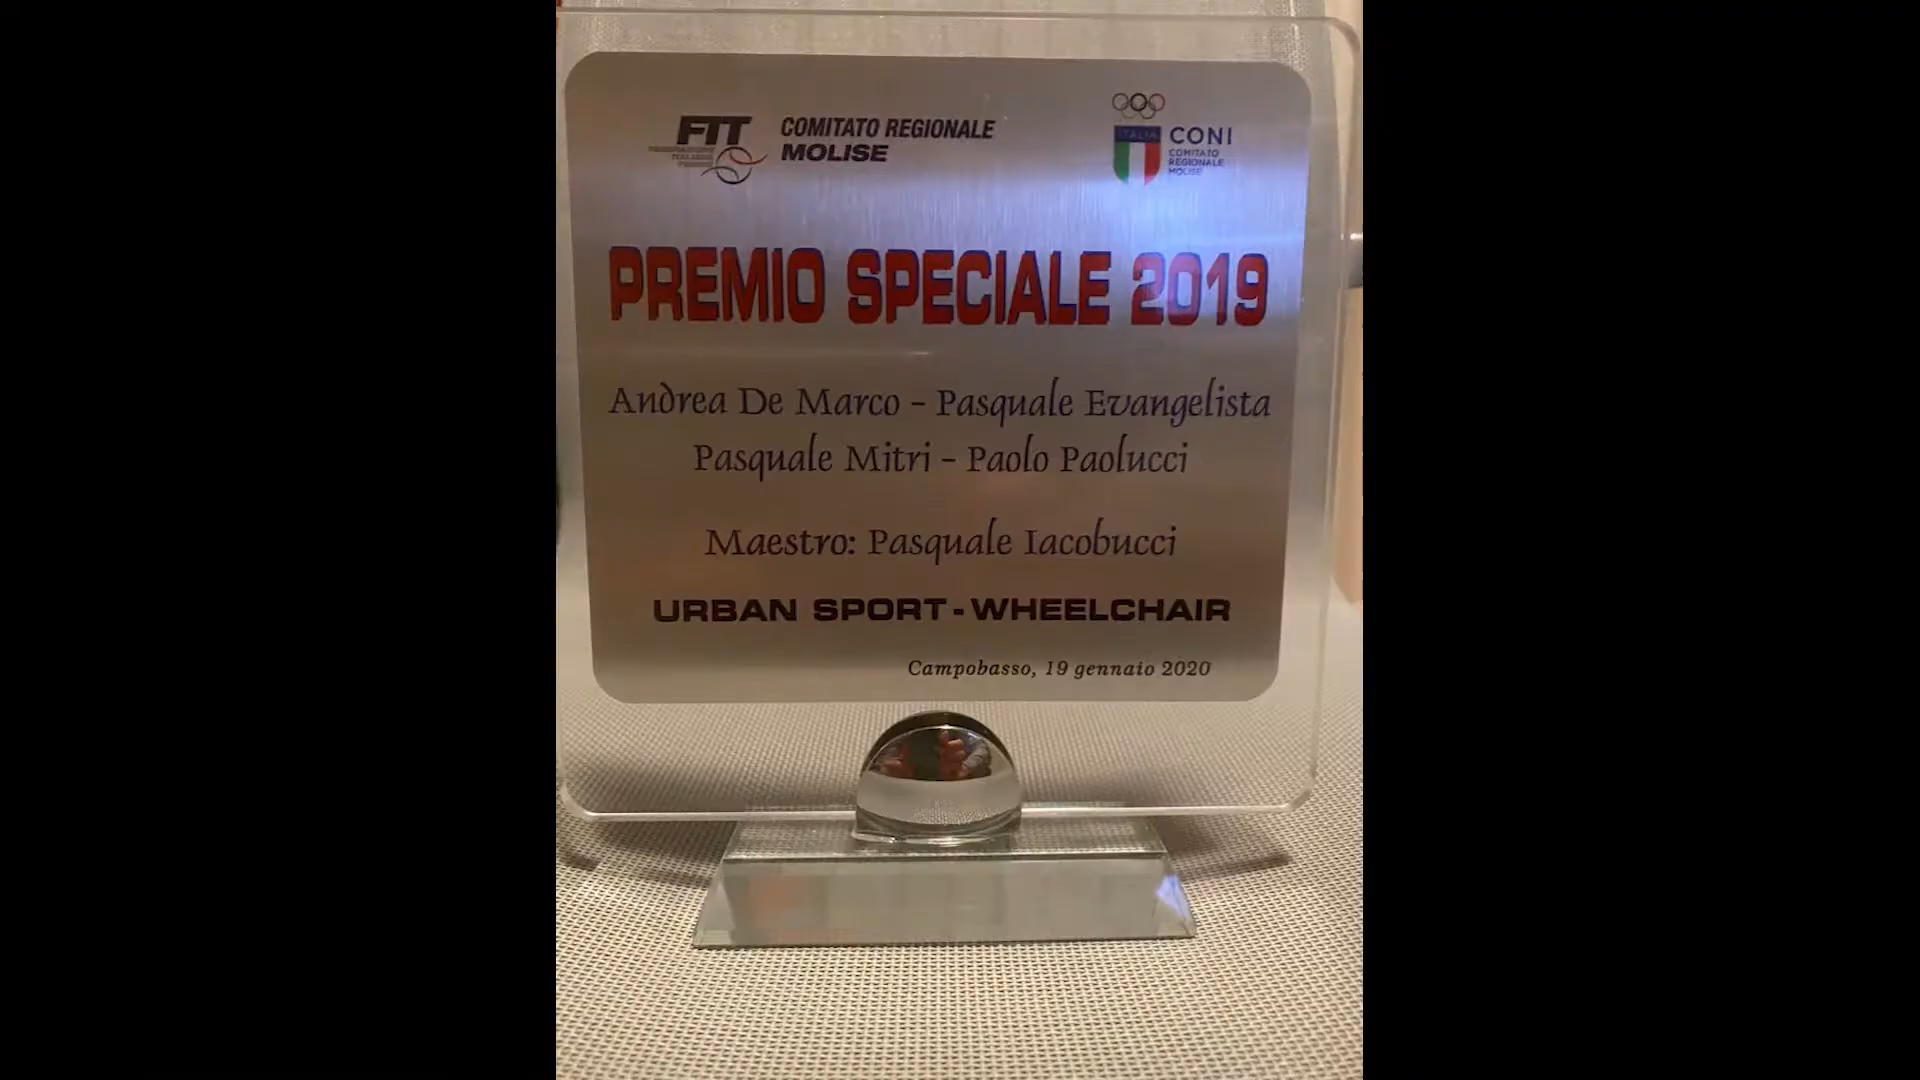 FIT
COMITATO REGIONALE
MOLISE
ITALIA
CONI
COMITATO
REGIONALE
MOLISE
PREMIO SPECIALE 2019
Andrea De Marco - Pasquale Evangelista
Pasquale Mitri - Paolo Paolucci
Maestro: Pasquale Iacobucci
URBAN SPORT - WHEELCHAIR
Campobasso, 19 gennaio 2020